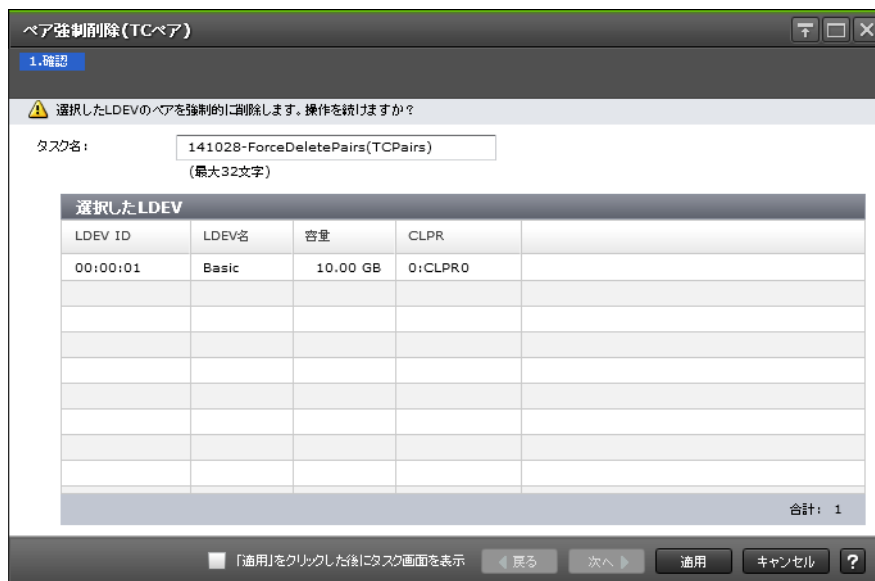 ペア強制削除(TCペア)
1.確認
選択したLDEVのペアを強制的に削除します。操作を続けますか?
タスク名: 141028-ForceDeletePairs(TCPairs)
(最大32文字)
選択したLDEV
LDEV ID LDEV名 容量 CLPR
00:00:01 Basic 10.00 GB 0:CLPR0
合計: 1
「適用」をクリックした後にタスク画面を表示 戻る 次へ 適用 キャンセル ?